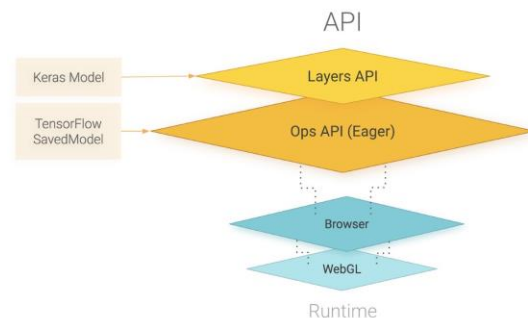 API
Keras Model
Layers API
TensorFlow
SavedModel
Ops API (Eager)
Browser
WebGL
Runtime